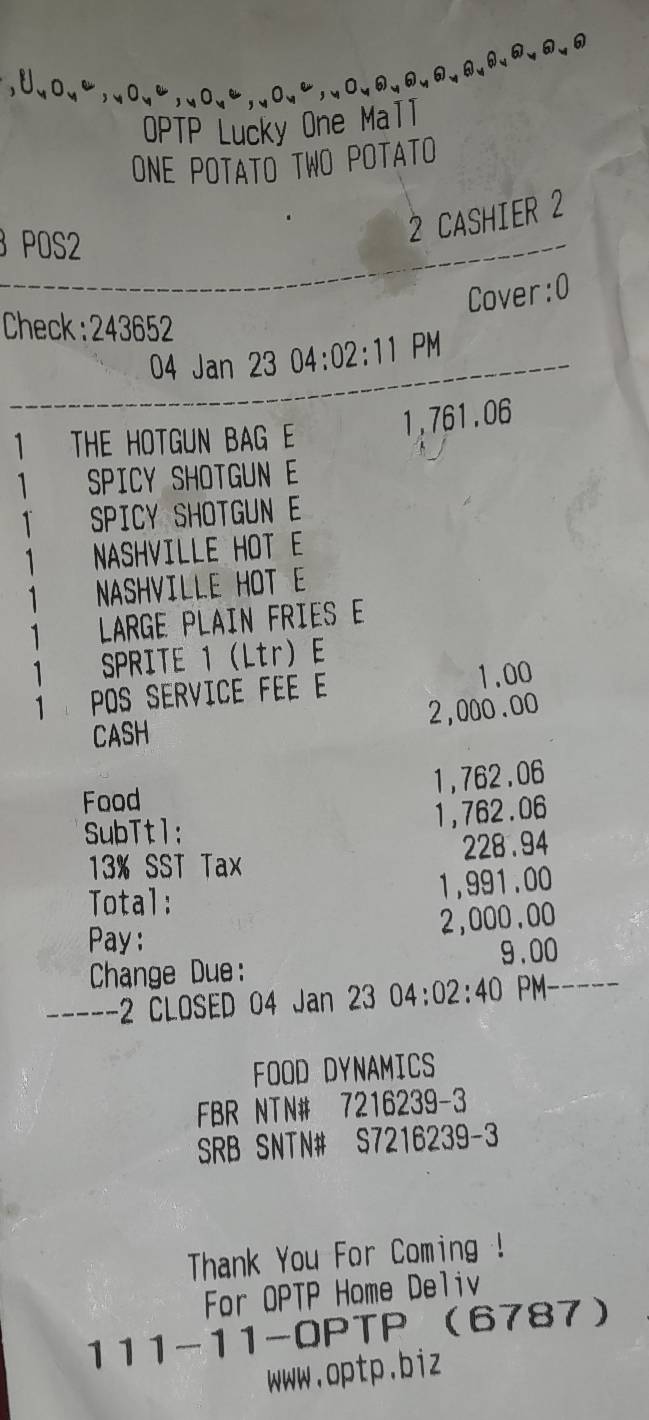 OPTP Lucky One Mall
ONE POTATO TWO POTATO
POS2 2 CASHIER 2
Check:243652 Cover:0
04 Jan 23 04:02:11 PM
1 THE HOTGUN BAG E 1,761.06
1 SPICY SHOTGUN E
1 SPICY SHOTGUN E
1 NASHVILLE HOT E
1 NASHVILLE HOT E
1 LARGE PLAIN FRIES E
1 SPRITE 1 (Ltr) E
1 POS SERVICE FEE E 1.00
CASH 2,000.00
Food 1,762.06
SubTtl: 1,762.06
13% SST Tax 228.94
Total: 1,991.00
Pay: 2,000.00
Change Due: 9.00
-----2 CLOSED 04 Jan 23 04:02:40 PM-----
FOOD DYNAMICS
FBR NTN# 7216239-3
SRB SNTN# S7216239-3
Thank You For Coming !
For OPTP Home Deliv
111-11-OPTP (6787)
www.optp.biz